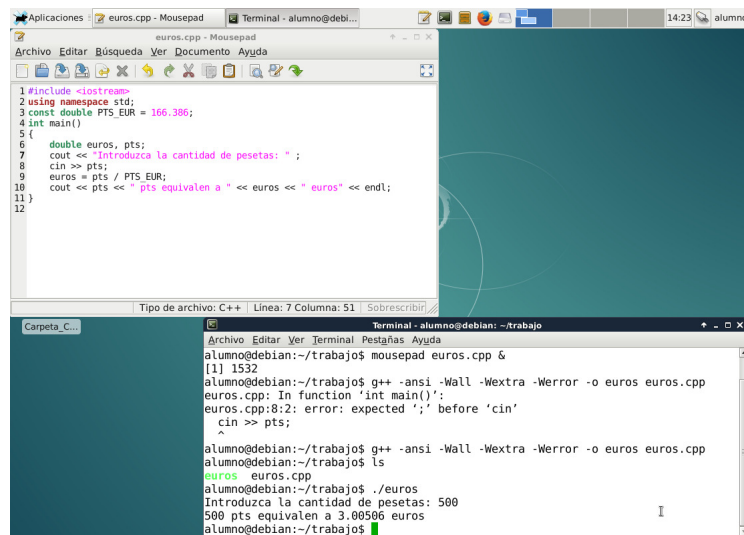 Aplicaciones euros.cpp - Mousepad Terminal - alumno@debi... 14:23 alumno
euros.cpp - Mousepad
Archivo Editar Búsqueda Ver Documento Ayuda
1 #include <iostream>
2 using namespace std;
3 const double PTS_EUR = 166.386;
4 int main()
5 {
6 double euros, pts;
7 cout << "Introduzca la cantidad de pesetas: " ;
8 cin >> pts;
9 euros = pts / PTS_EUR;
10 cout << pts << " pts equivalen a " << euros << " euros" << endl;
11 }
12
Tipo de archivo: C++ Línea: 7 Columna: 51 Sobrescribir
Carpeta_C...
Terminal - alumno@debian: ~/trabajo
Archivo Editar Ver Terminal Pestañas Ayuda
alumno@debian:~/trabajo$ mousepad euros.cpp &
[1] 1532
alumno@debian:~/trabajo$ g++ -ansi -Wall -Wextra -Werror -o euros euros.cpp
euros.cpp: In function ‘int main()’:
euros.cpp:8:2: error: expected ‘;’ before ‘cin’
cin >> pts;
^
alumno@debian:~/trabajo$ g++ -ansi -Wall -Wextra -Werror -o euros euros.cpp
alumno@debian:~/trabajo$ ls
euros euros.cpp
alumno@debian:~/trabajo$ ./euros
Introduzca la cantidad de pesetas: 500
500 pts equivalen a 3.00506 euros
alumno@debian:~/trabajo$